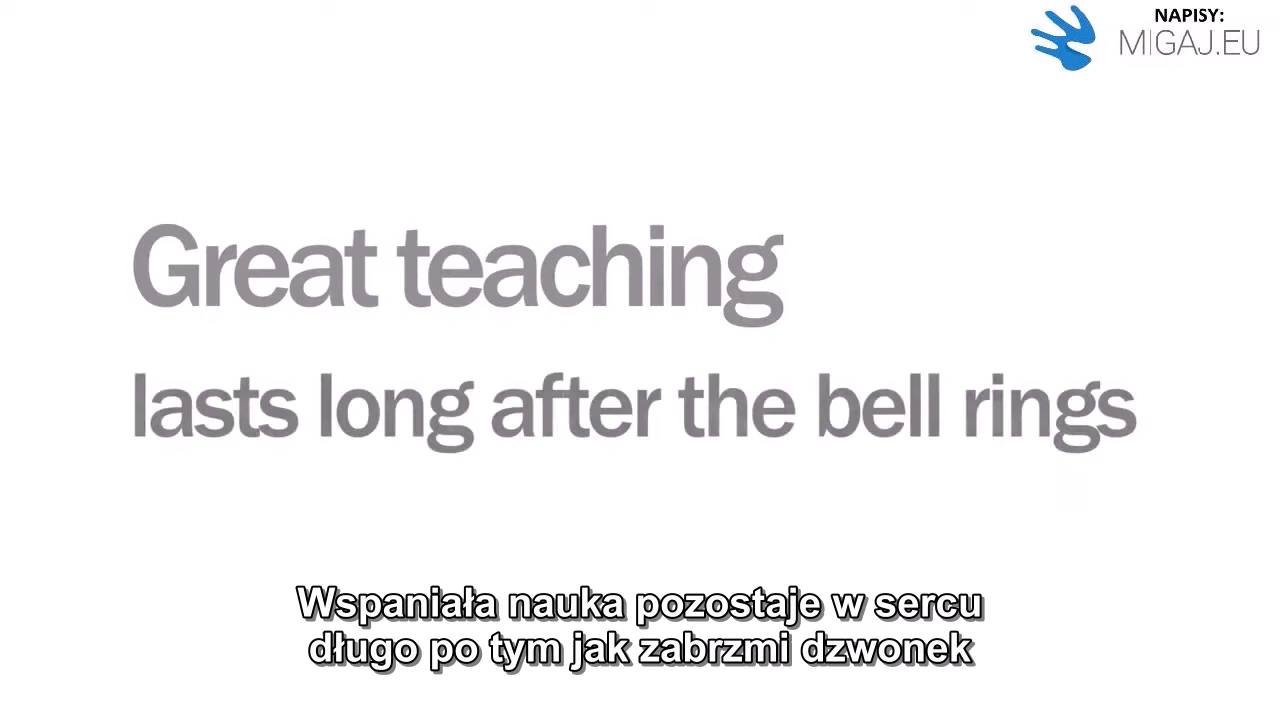 NAPISY:
MIGAJ.EU
Great teaching
lasts long after the bell rings
Wspaniała nauka pozostaje w sercu
długo po tym jak zabrzmi dzwonek